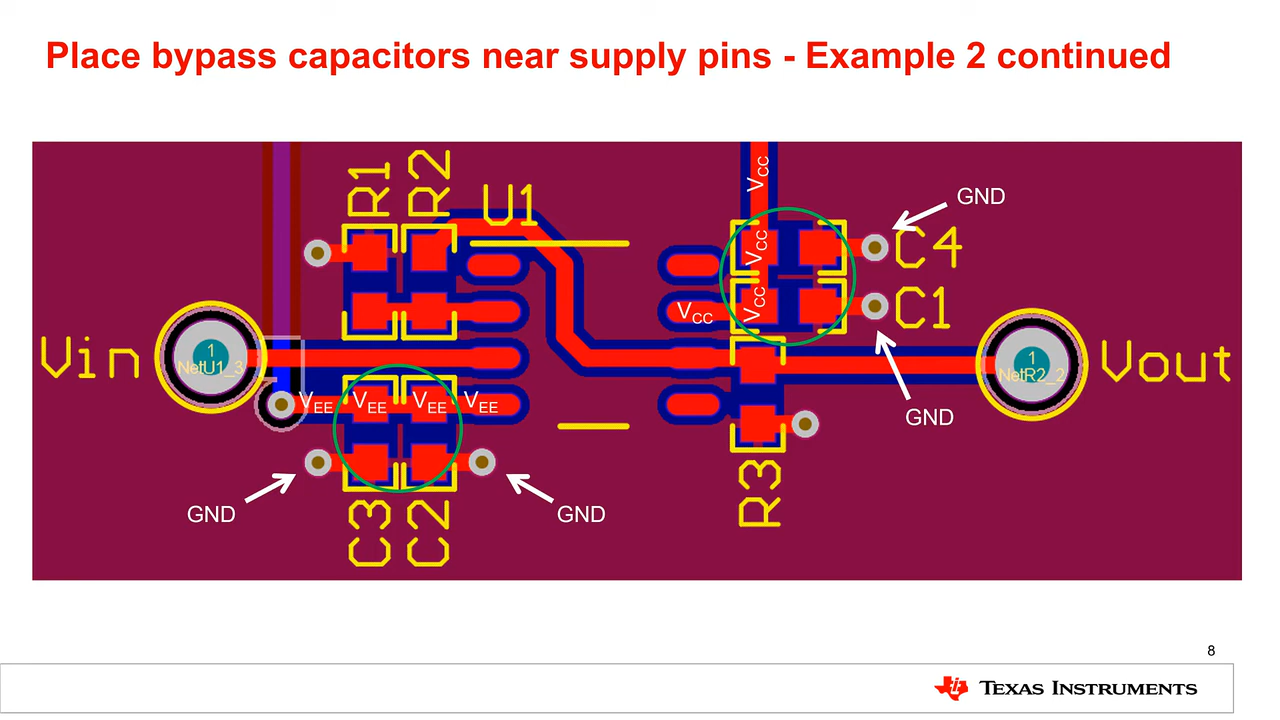 Place bypass capacitors near supply pins - Example 2 continued
R1
R2
U1
VCC
GND
VCC
C4
VCC
VCC
C1
Vin
1
NetU1_3
1
NetR2_2
Vout
VEE
VEE
VEE
VEE
GND
GND
GND
C3
C2
R3
8
TEXAS INSTRUMENTS